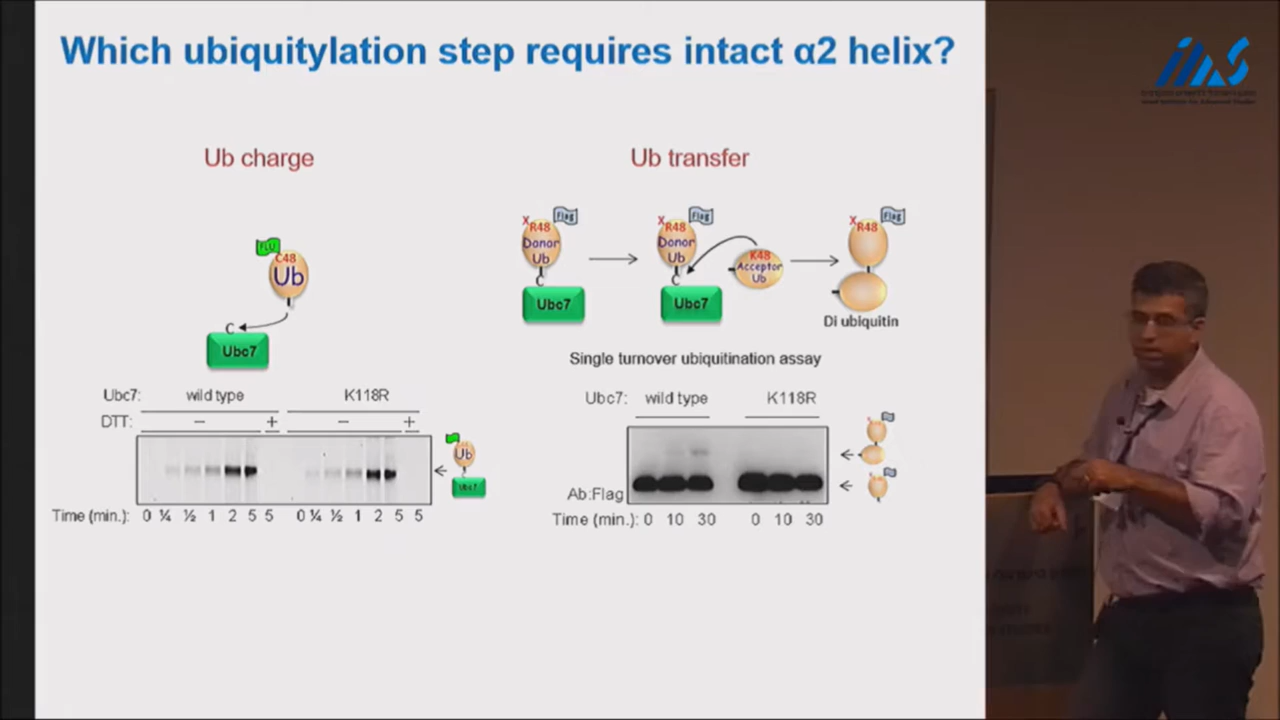 Which ubiquitylation step requires intact α2 helix?
Ub charge
FLU
C48
Ub
C
Ubc7
Ubc7: wild type K118R
DTT: – + – +
Ub
Ubc7
Time (min.): 0 ¼ ½ 1 2 5 5 0 ¼ ½ 1 2 5 5
Ub transfer
X R48 Flag
Donor
Ub
C
Ubc7
X R48 Flag
Donor
Ub
C
Ubc7
K48
Acceptor
Ub
X R48 Flag
Di ubiquitin
Single turnover ubiquitination assay
Ubc7: wild type K118R
Ab:Flag
Time (min.): 0 10 30 0 10 30
IIAS